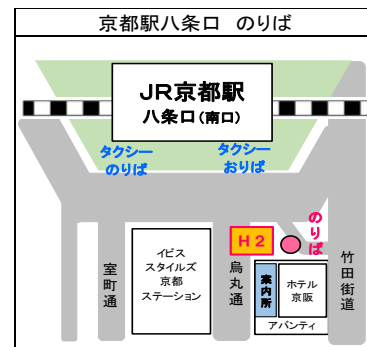 京都駅八条口 のりば
JR京都駅
八条口(南口)
タクシー
のりば
タクシー
おりば
のりば
H2
イビス
スタイルズ
京都
ステーション
室町通
烏丸通
案内所
ホテル
京阪
アバンティ
竹田街道